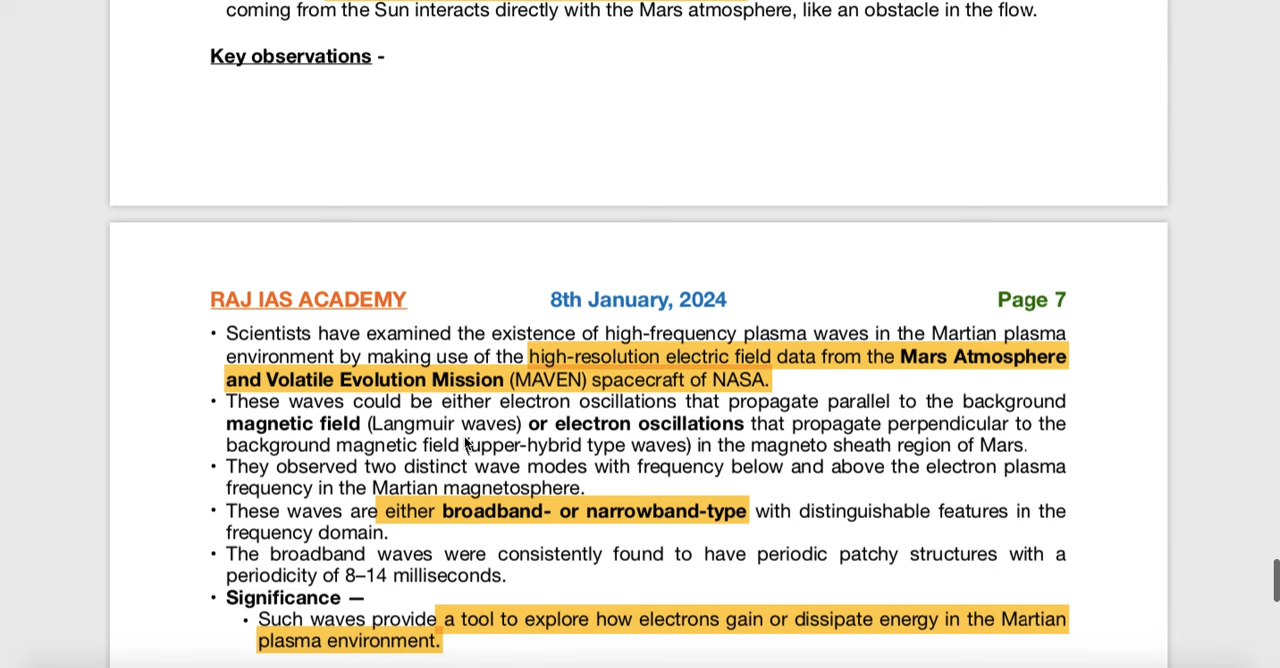 coming from the Sun interacts directly with the Mars atmosphere, like an obstacle in the flow.
Key observations -
RAJ IAS ACADEMY 8th January, 2024 Page 7
• Scientists have examined the existence of high-frequency plasma waves in the Martian plasma
environment by making use of the high-resolution electric field data from the Mars Atmosphere
and Volatile Evolution Mission (MAVEN) spacecraft of NASA.
• These waves could be either electron oscillations that propagate parallel to the background
magnetic field (Langmuir waves) or electron oscillations that propagate perpendicular to the
background magnetic field (upper-hybrid type waves) in the magneto sheath region of Mars.
• They observed two distinct wave modes with frequency below and above the electron plasma
frequency in the Martian magnetosphere.
• These waves are either broadband- or narrowband-type with distinguishable features in the
frequency domain.
• The broadband waves were consistently found to have periodic patchy structures with a
periodicity of 8–14 milliseconds.
• Significance —
• Such waves provide a tool to explore how electrons gain or dissipate energy in the Martian
plasma environment.